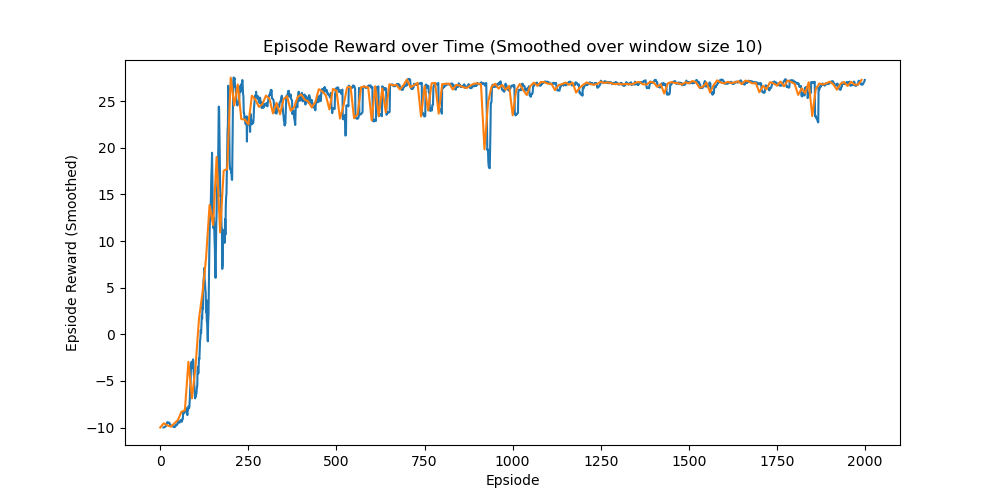 Episode Reward over Time (Smoothed over window size 10)
Epsiode Reward (Smoothed)
25
20
15
10
5
0
−5
−10
0 250 500 750 1000 1250 1500 1750 2000
Epsiode